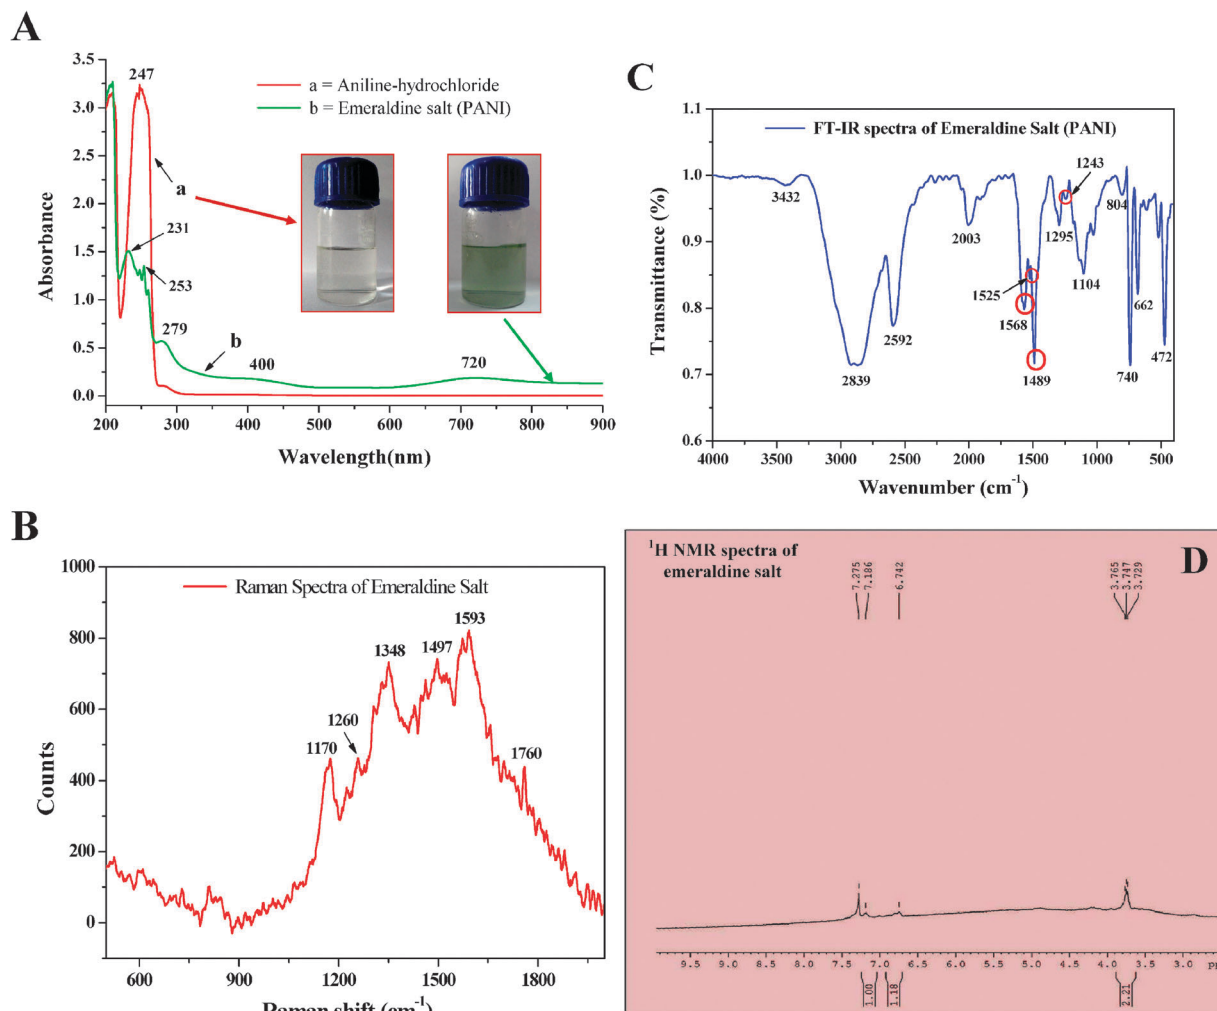 A
3.5
3.0
2.5
2.0
1.5
1.0
0.5
0.0
Absorbance
247
a = Aniline-hydrochloride
b = Emeraldine salt (PANI)
a
231
253
279
b
400
720
200 300 400 500 600 700 800 900
Wavelength(nm)
C
1.1
1.0
0.9
0.8
0.7
0.6
Transmittance (%)
FT-IR spectra of Emeraldine Salt (PANI)
3432
2839
2592
2003
1568
1525
1489
1295
1243
1104
804
740
662
472
4000 3500 3000 2500 2000 1500 1000 500
Wavenumber (cm⁻¹)
B
1000
800
600
400
200
0
Counts
Raman Spectra of Emeraldine Salt
1170
1260
1348
1497
1593
1760
600 900 1200 1500 1800
Raman shift (cm⁻¹)
D
¹H NMR spectra of
emeraldine salt
7.275
7.186
6.742
3.765
3.747
3.729
9.5 9.0 8.5 8.0 7.5 7.0 6.5 6.0 5.5 5.0 4.5 4.0 3.5 3.0
1.00
1.18
2.21